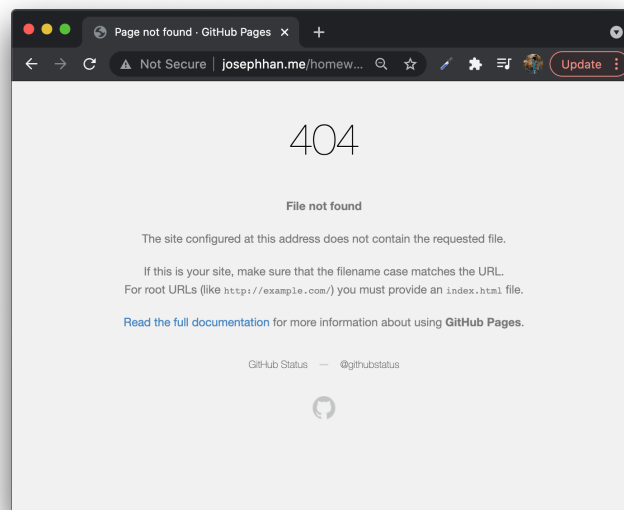 Page not found · GitHub Pages
Not Secure | josephhan.me/homew...
Update
404
File not found
The site configured at this address does not contain the requested file.
If this is your site, make sure that the filename case matches the URL.
For root URLs (like http://example.com/) you must provide an index.html file.
Read the full documentation for more information about using GitHub Pages.
GitHub Status — @githubstatus